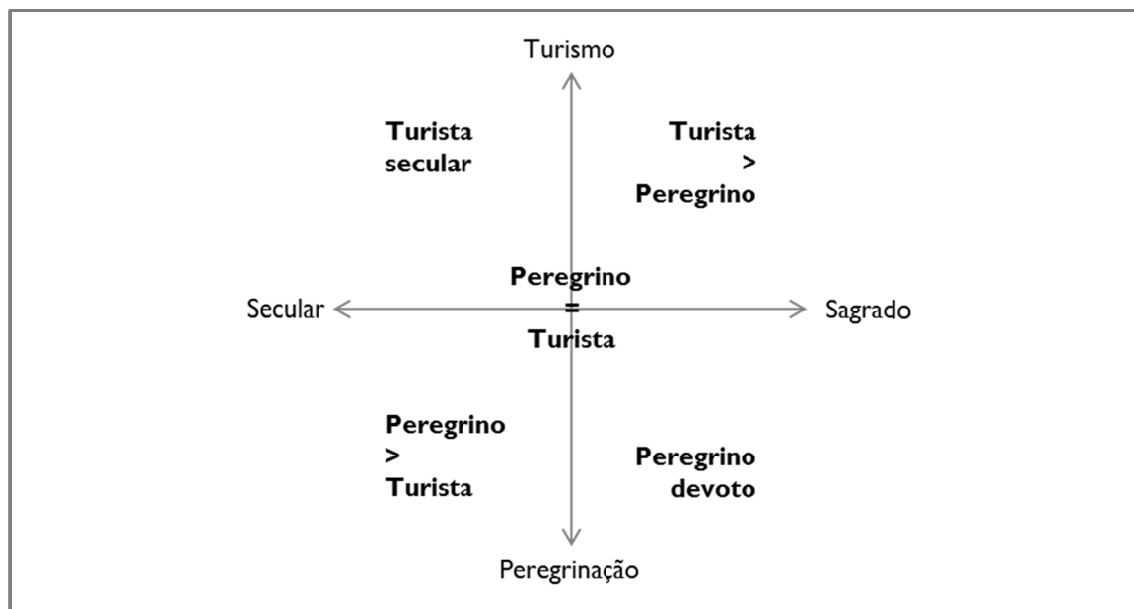 Turismo
Turista
secular
Turista
>
Peregrino
Peregrino
=
Turista
Secular
Sagrado
Peregrino
>
Turista
Peregrino
devoto
Peregrinação